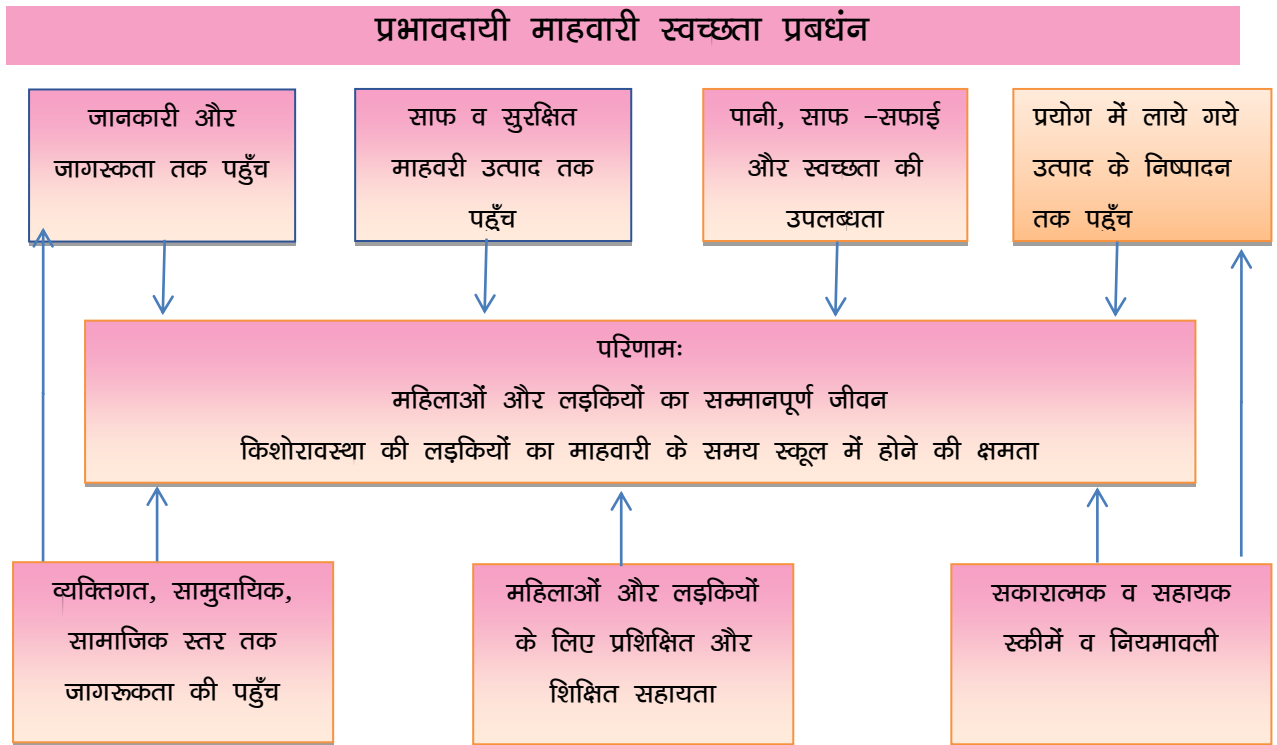 प्रभावदायी माहवारी स्वच्छता प्रबधंन
जानकारी और
जागस्कता तक पहुँच
साफ व सुरक्षित
माहवरी उत्पाद तक
पहुँच
पानी, साफ –सफाई
और स्वच्छता की
उपलब्धता
प्रयोग में लाये गये
उत्पाद के निष्पादन
तक पहुँच
परिणामः
महिलाओं और लड़कियों का सम्मानपूर्ण जीवन
किशोरावस्था की लड़कियों का माहवारी के समय स्कूल में होने की क्षमता
व्यक्तिगत, सामुदायिक,
सामाजिक स्तर तक
जागरूकता की पहुँच
महिलाओं और लड़कियों
के लिए प्रशिक्षित और
शिक्षित सहायता
सकारात्मक व सहायक
स्कीमें व नियमावली